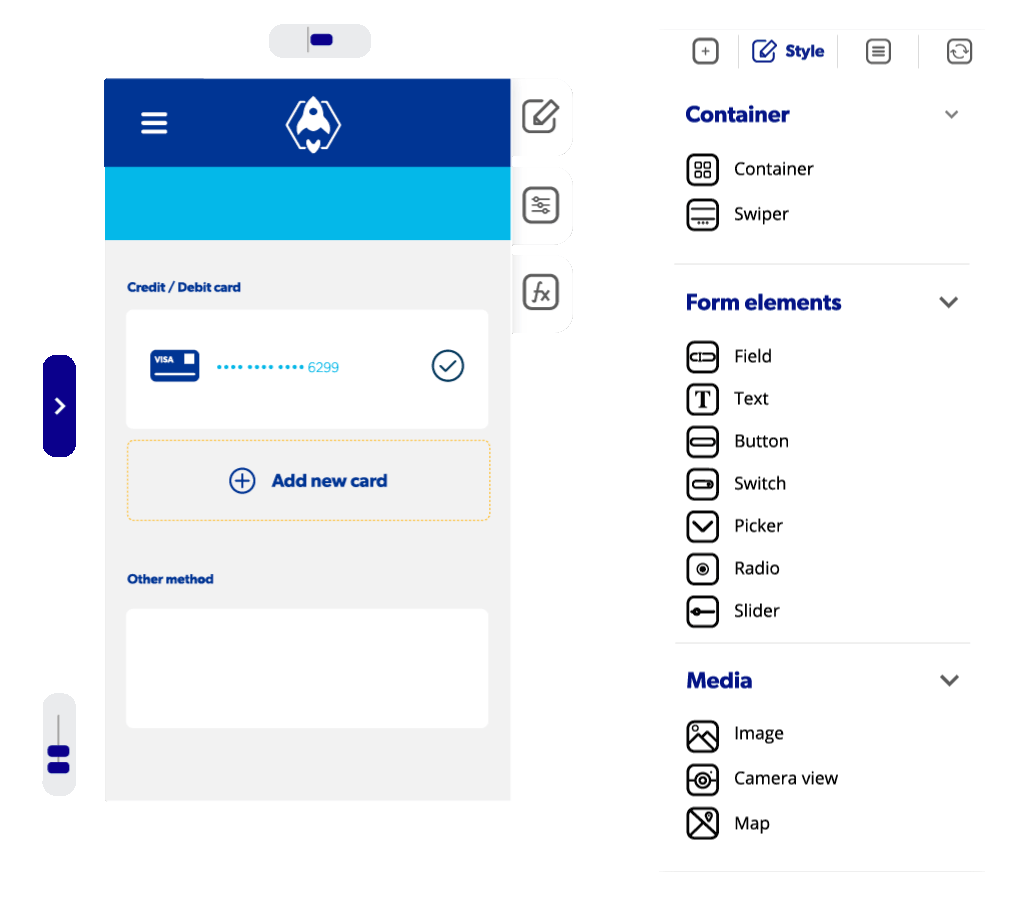 Credit / Debit card
VISA
•••• •••• •••• 6299
Add new card
Other method
fx
Style
Container
Container
Swiper
Form elements
Field
T
Text
Button
Switch
Picker
Radio
Slider
Media
Image
Camera view
Map